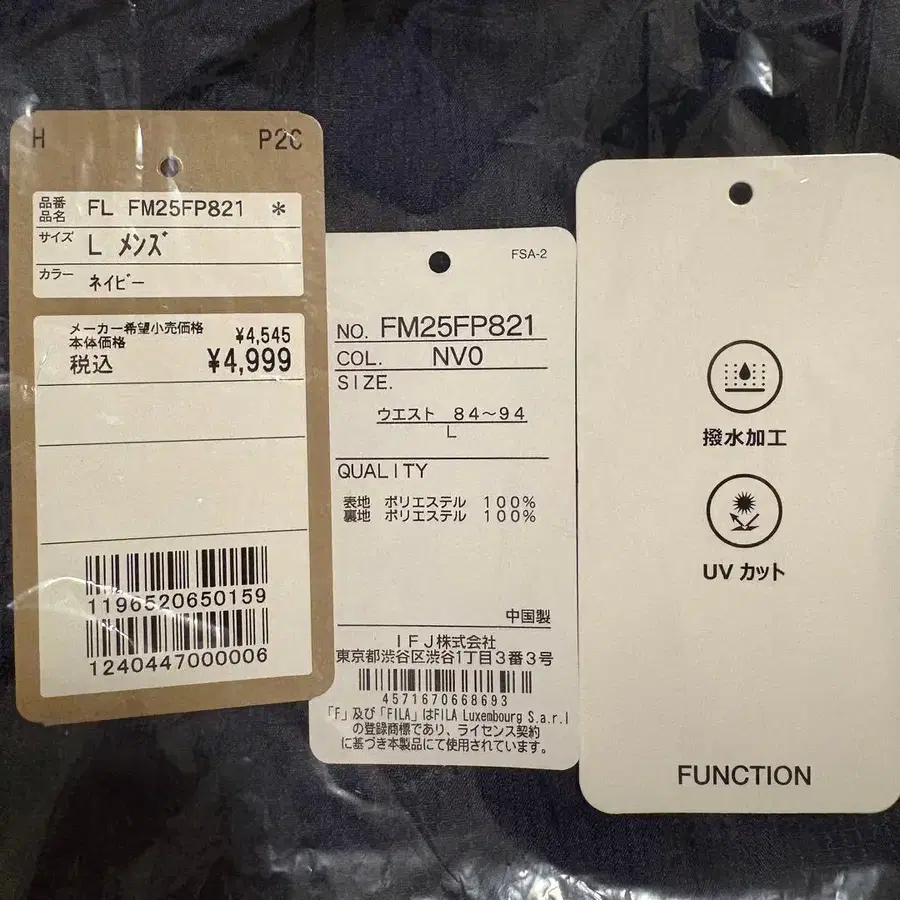 H P2C
品番 品名 FL FM25FP821 *
サイズ L メンズ
カラー ネイビー
メーカー希望小売価格
本体価格 ¥4,545
税込 ¥4,999
1196520650159
1240447000006
FSA-2
NO. FM25FP821
COL. NV0
SIZE.
ウエスト 84~94
L
QUALITY
表地 ポリエステル 100%
裏地 ポリエステル 100%
中国製
IFJ株式会社
東京都渋谷区渋谷1丁目3番3号
4571670668693
「F」及び「FILA」はFILA Luxembourg S.a.r.l
の登録商標であり、ライセンス契約
に基づき本製品にて使用されています。
撥水加工
UV カット
FUNCTION